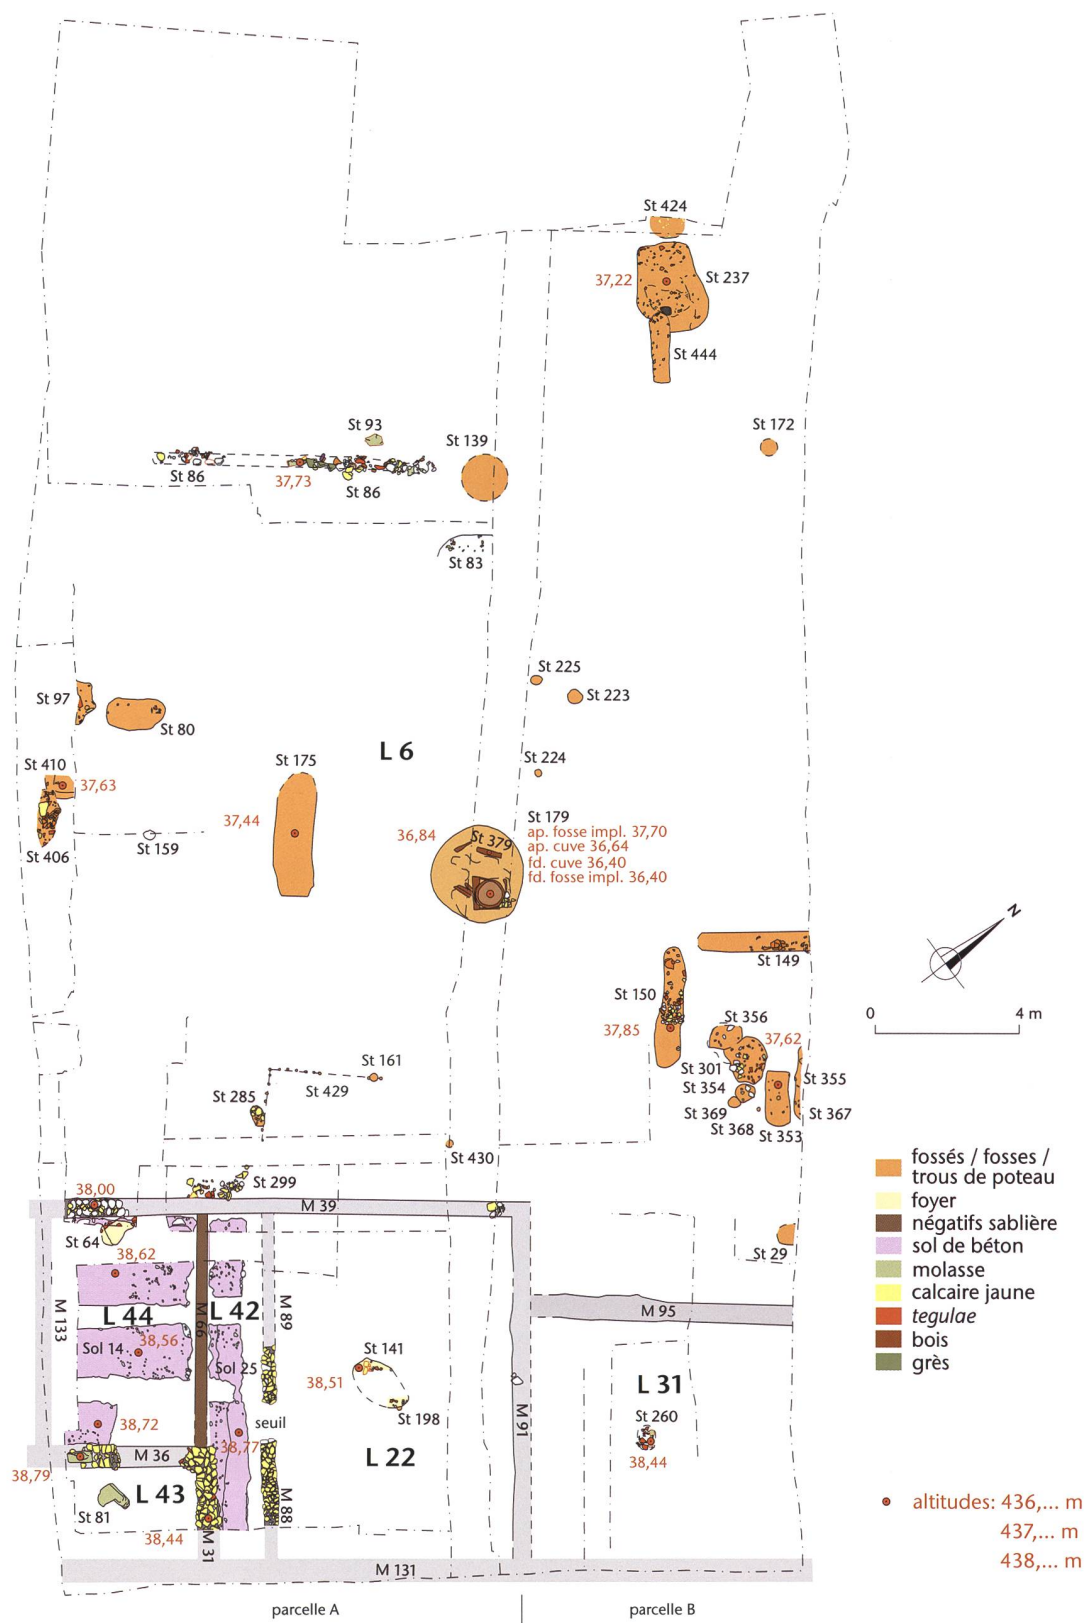 St 424
37,22
St 237
St 444
St 93
St 139
St 172
St 86
37,73
St 86
St 83
St 225
St 97
St 223
St 80
L 6
St 410
St 175
St 224
37,63
St 179
37,44
36,84
St 379
ap. fosse impl. 37,70
ap. cuve 36,64
St 159
St 406
fd. cuve 36,40
fd. fosse impl. 36,40
N
St 149
St 150
0
4 m
St 356
37,85
37,62
St 161
St 301
St 429
St 354
St 355
St 285
St 369
St 367
St 368
St 353
St 430
fossés / fosses /
trous de poteau
St 299
38,00
foyer
M 39
négatifs sablière
St 64
38,62
St 29
sol de béton
molasse
calcaire jaune
L 44
L 42
M 133
M 66
M 89
M 95
tegulae
Sol 14
38,56
St 141
bois
Sol 25
grès
38,51
L 31
seuil
St 198
38,72
M 91
St 260
38,77
M 36
L 22
38,44
38,79
L 43
St 81
M 88
altitudes: 436,... m
38,44
M 31
437,... m
438,... m
M 131
parcelle A
parcelle B